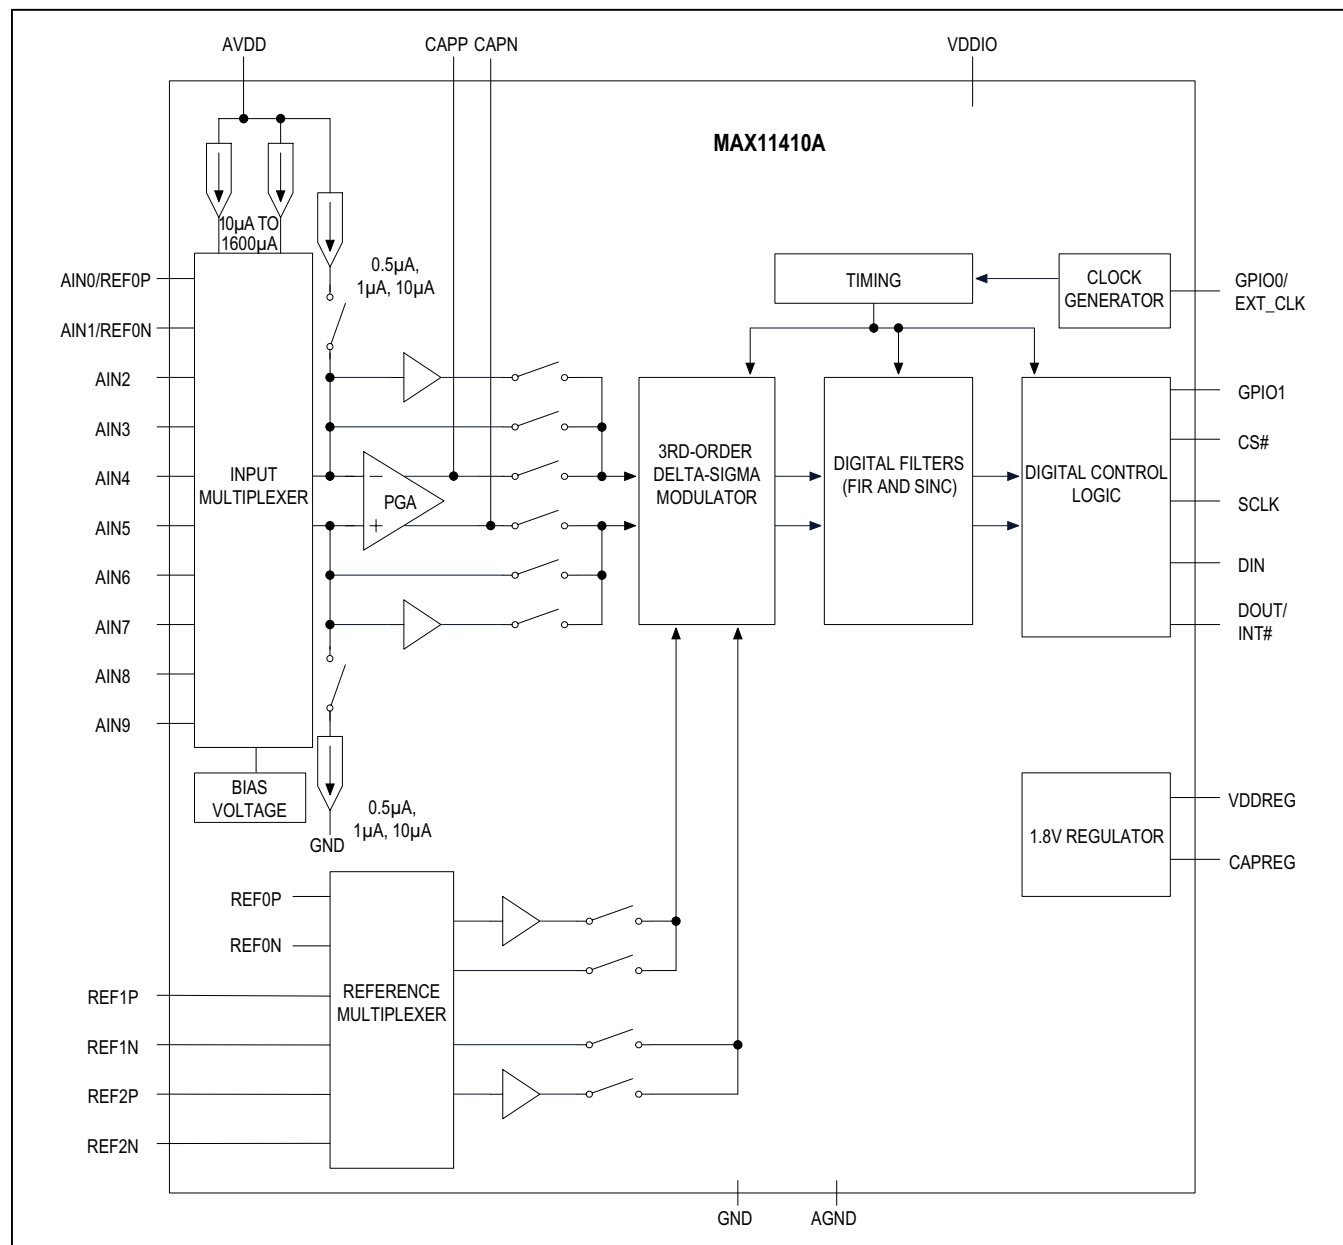 AVDD
CAPP CAPN
VDDIO
MAX11410A
10µA TO
1600µA
0.5µA,
1µA, 10µA
AIN0/REF0P
AIN1/REF0N
AIN2
AIN3
AIN4
AIN5
AIN6
AIN7
AIN8
AIN9
INPUT
MULTIPLEXER
−
PGA
+
TIMING
CLOCK
GENERATOR
GPIO0/
EXT_CLK
3RD-ORDER
DELTA-SIGMA
MODULATOR
DIGITAL FILTERS
(FIR AND SINC)
DIGITAL CONTROL
LOGIC
GPIO1
CS#
SCLK
DIN
DOUT/
INT#
BIAS
VOLTAGE
0.5µA,
1µA, 10µA
GND
1.8V REGULATOR
VDDREG
CAPREG
REF0P
REF0N
REF1P
REF1N
REF2P
REF2N
REFERENCE
MULTIPLEXER
GND
AGND